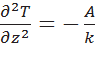 ∂²T/∂z² = −A/k